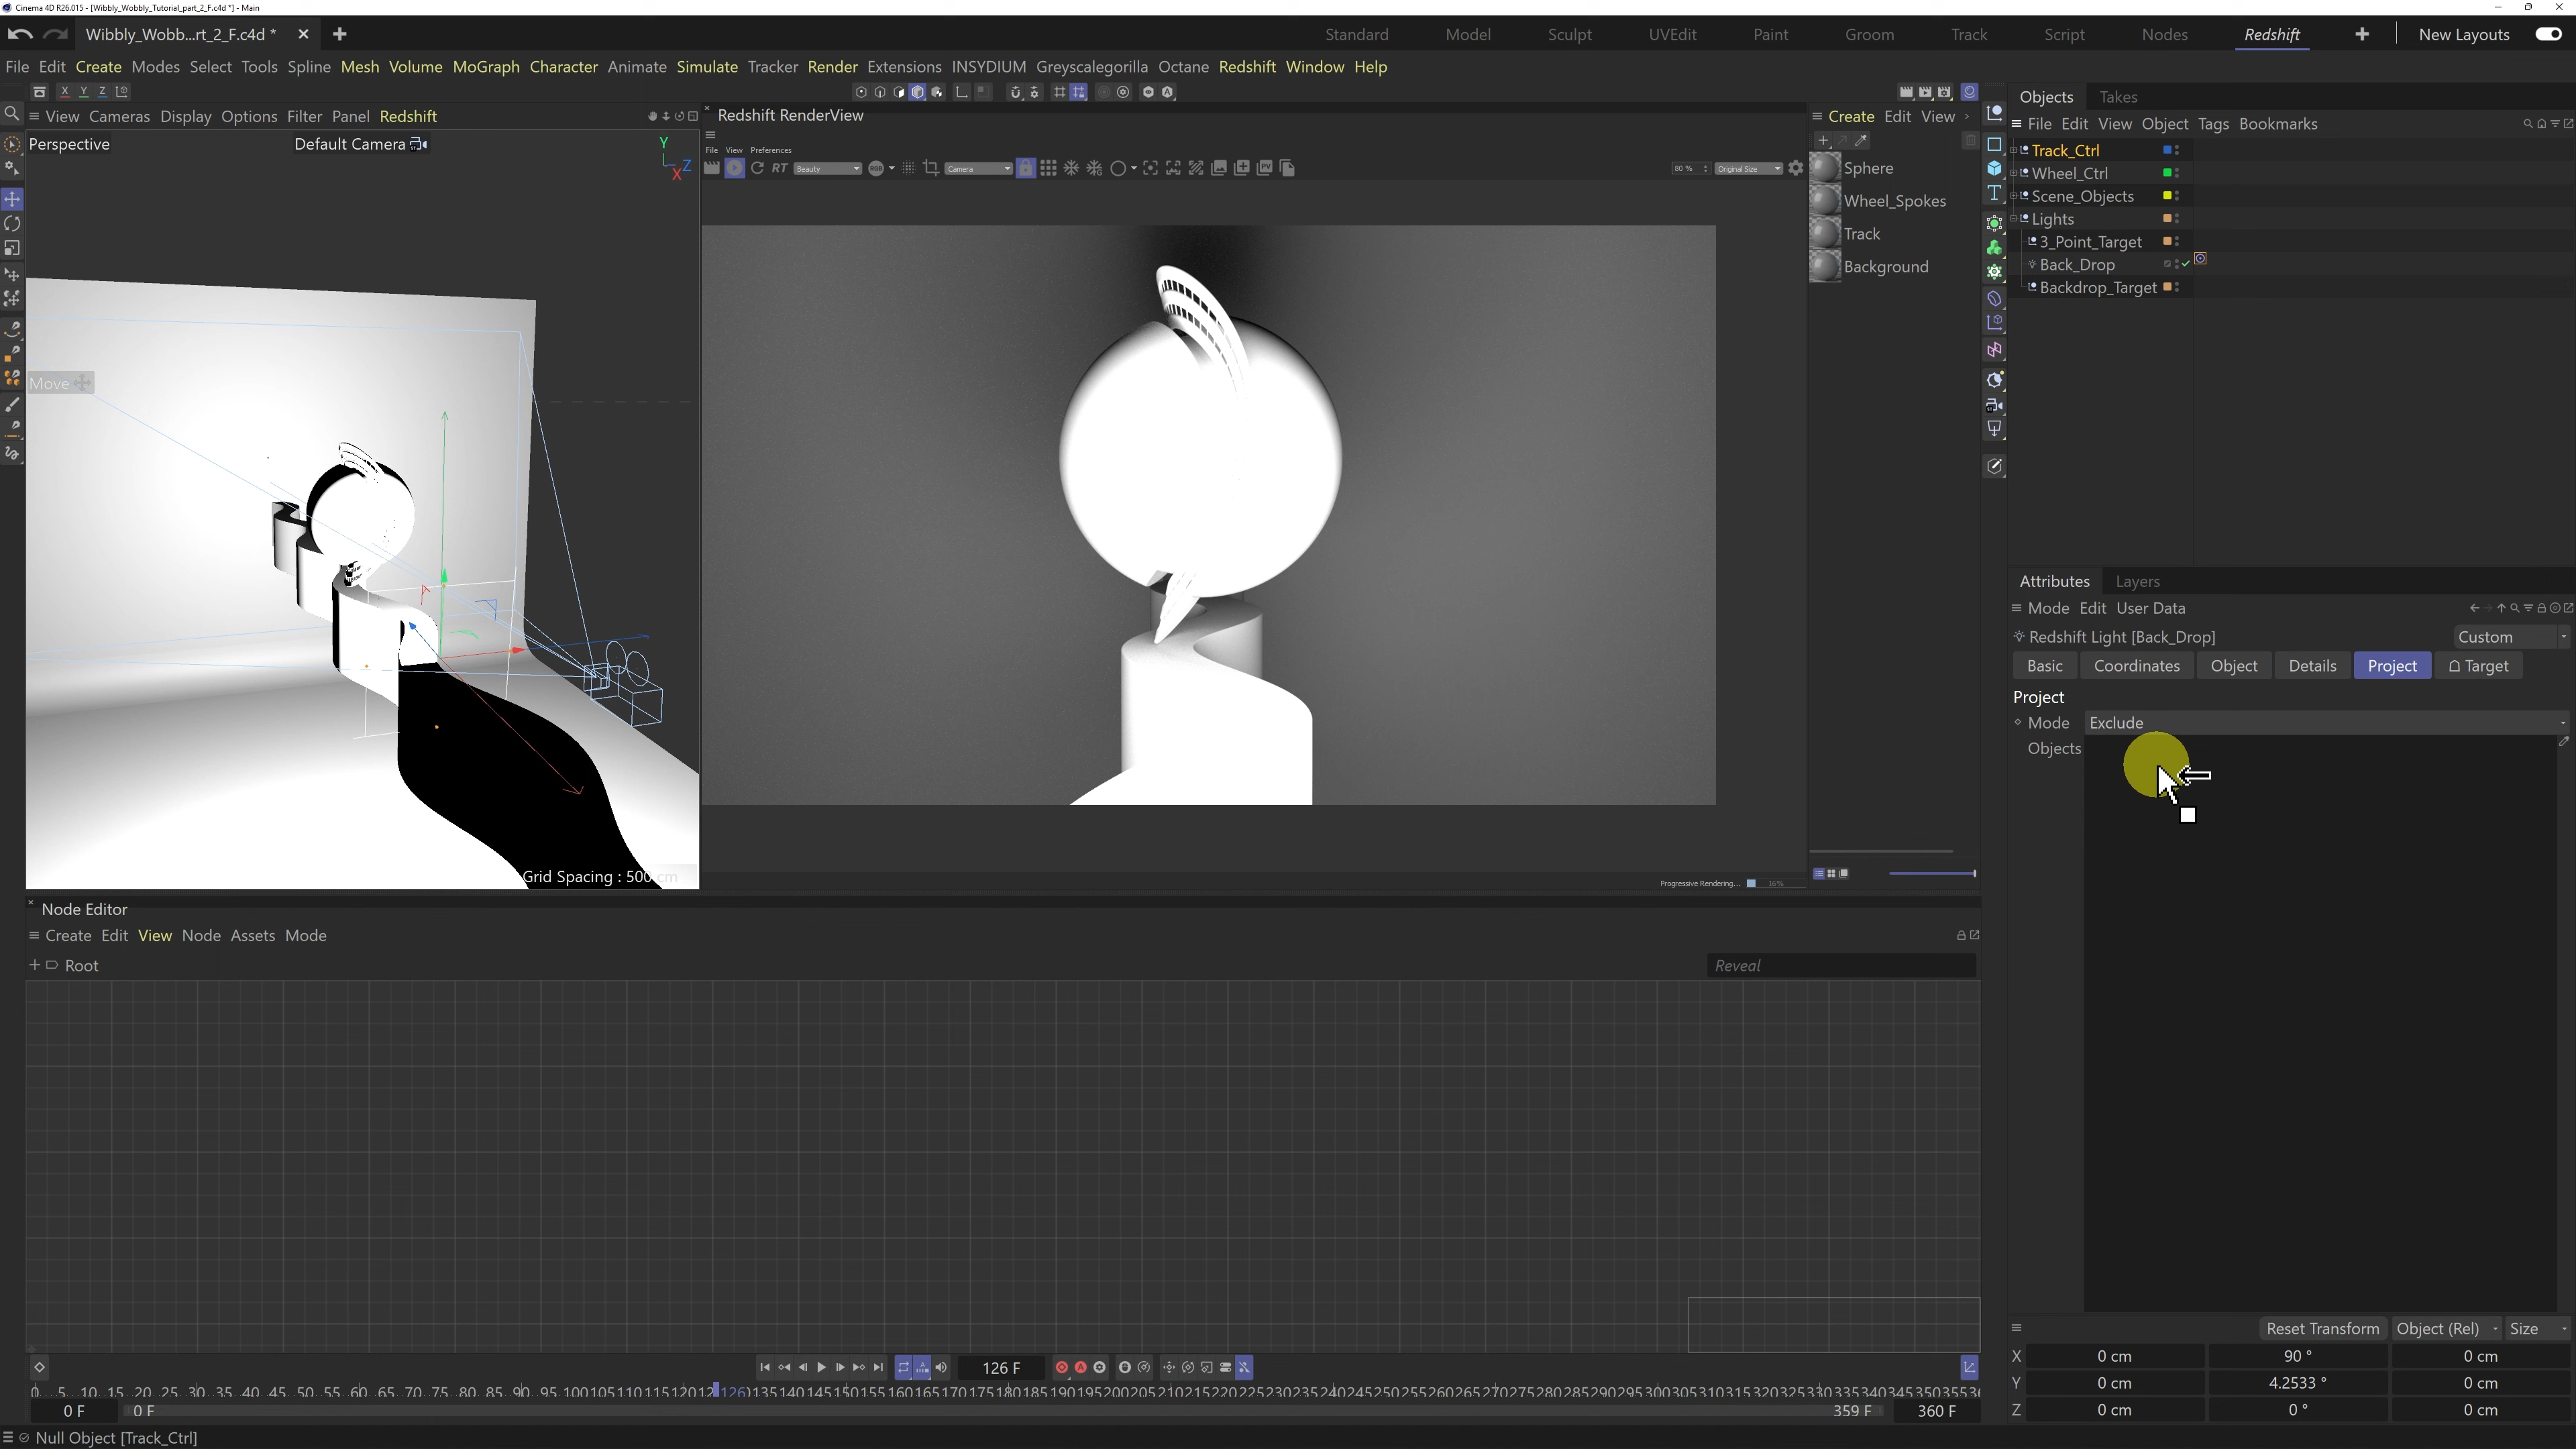 Cinema 4D R26.015 - [Wibbly_Wobbly_Tutorial_part_2_F.c4d *] - Main
Wibbly_Wobb...rt_2_F.c4d *
Standard Model Sculpt UVEdit Paint Groom Track Script Nodes Redshift New Layouts
File Edit Create Modes Select Tools Spline Mesh Volume MoGraph Character Animate Simulate Tracker Render Extensions INSYDIUM Greyscalegorilla Octane Redshift Window Help
X Y Z
View Cameras Display Options Filter Panel Redshift
Perspective
Default Camera
Y
Z
X
Move
Grid Spacing : 500 cm
Redshift RenderView
File View Preferences
RT
Beauty
Camera
PV
80 %
Original Size
Progressive Rendering...
16%
Create Edit View
Sphere
Wheel_Spokes
Track
Background
Objects Takes
File Edit View Object Tags Bookmarks
Track_Ctrl
Wheel_Ctrl
Scene_Objects
Lights
3_Point_Target
Back_Drop
Backdrop_Target
Attributes Layers
Mode Edit User Data
Redshift Light [Back_Drop]
Custom
Basic Coordinates Object Details Project Target
Project
Mode Exclude
Objects
Node Editor
Create Edit View Node Assets Mode
Root
Reveal
Reset Transform Object (Rel) Size
X 0 cm 90 ° 0 cm
Y 0 cm 4.2533 ° 0 cm
Z 0 cm 0 ° 0 cm
126 F
0 F 0 F 359 F 360 F
Null Object [Track_Ctrl]